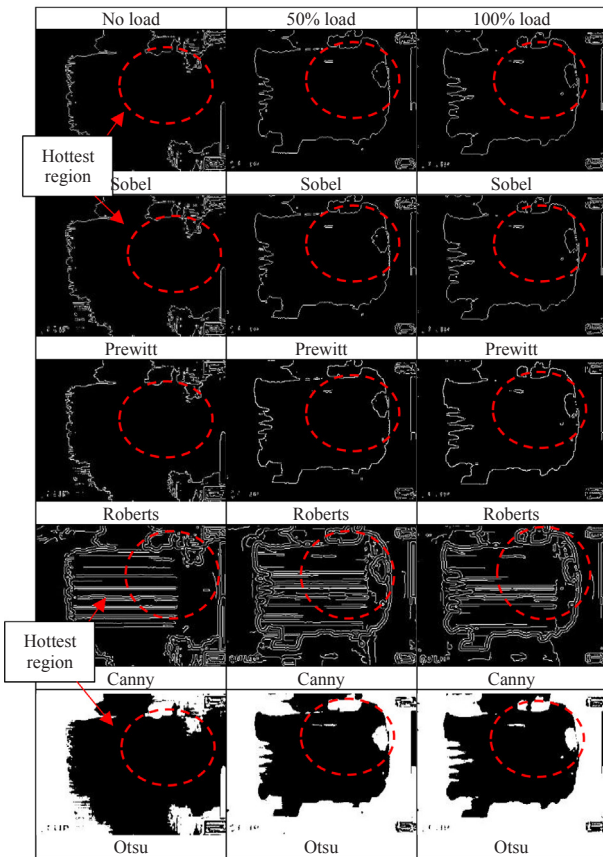 No load 50% load 100% load
Hottest
region
Sobel Sobel Sobel
Prewitt Prewitt Prewitt
Roberts Roberts Roberts
Hottest
region
Canny Canny Canny
Otsu Otsu Otsu